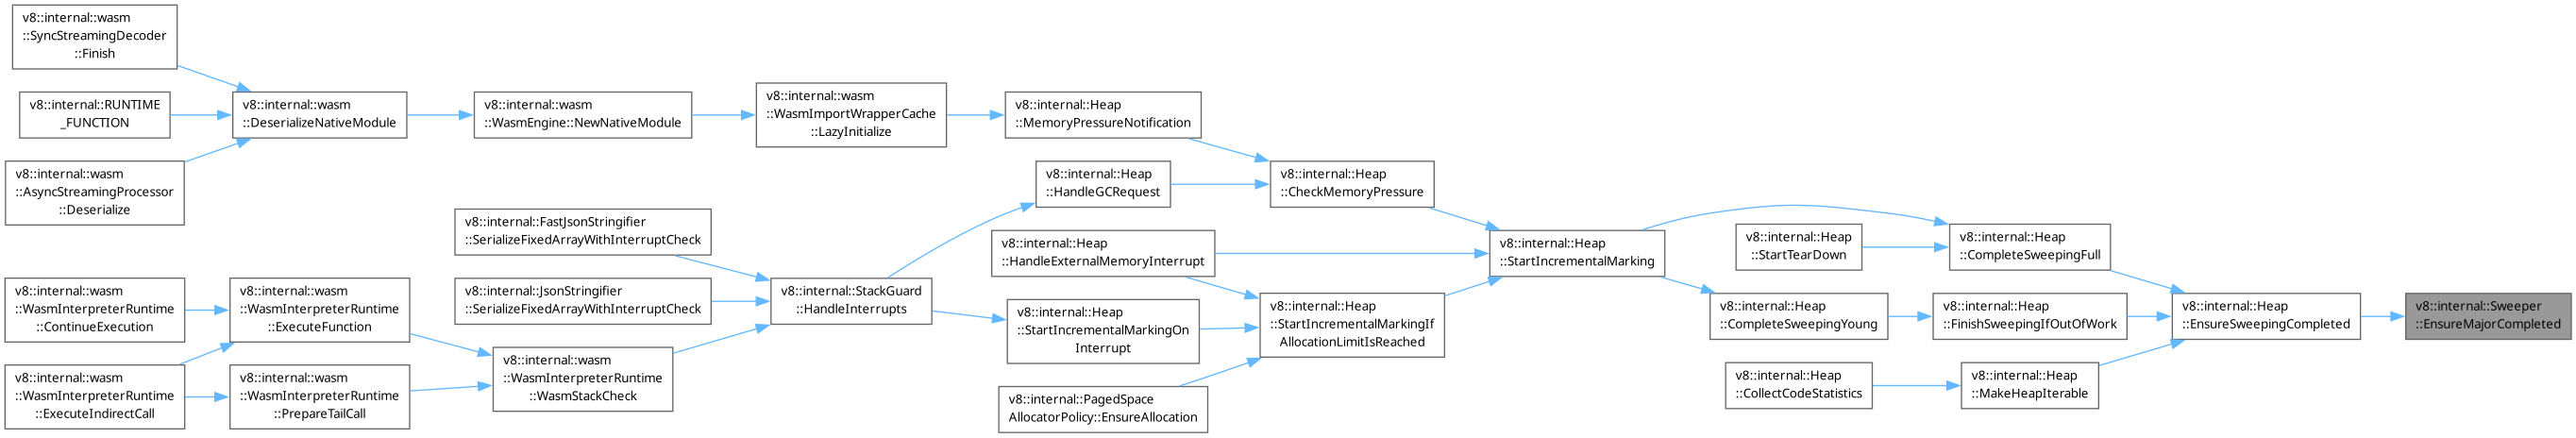 v8::internal::wasm
::SyncStreamingDecoder
::Finish
v8::internal::RUNTIME
_FUNCTION
v8::internal::wasm
::AsyncStreamingProcessor
::Deserialize
v8::internal::wasm
::DeserializeNativeModule
v8::internal::wasm
::WasmEngine::NewNativeModule
v8::internal::wasm
::WasmImportWrapperCache
::LazyInitialize
v8::internal::Heap
::MemoryPressureNotification
v8::internal::Heap
::HandleGCRequest
v8::internal::Heap
::CheckMemoryPressure
v8::internal::FastJsonStringifier
::SerializeFixedArrayWithInterruptCheck
v8::internal::JsonStringifier
::SerializeFixedArrayWithInterruptCheck
v8::internal::wasm
::WasmInterpreterRuntime
::ContinueExecution
v8::internal::wasm
::WasmInterpreterRuntime
::ExecuteIndirectCall
v8::internal::wasm
::WasmInterpreterRuntime
::ExecuteFunction
v8::internal::wasm
::WasmInterpreterRuntime
::PrepareTailCall
v8::internal::wasm
::WasmInterpreterRuntime
::WasmStackCheck
v8::internal::StackGuard
::HandleInterrupts
v8::internal::Heap
::HandleExternalMemoryInterrupt
v8::internal::Heap
::StartIncrementalMarkingOn
Interrupt
v8::internal::PagedSpace
AllocatorPolicy::EnsureAllocation
v8::internal::Heap
::StartIncrementalMarkingIf
AllocationLimitIsReached
v8::internal::Heap
::StartIncrementalMarking
v8::internal::Heap
::StartTearDown
v8::internal::Heap
::CompleteSweepingYoung
v8::internal::Heap
::CollectCodeStatistics
v8::internal::Heap
::CompleteSweepingFull
v8::internal::Heap
::FinishSweepingIfOutOfWork
v8::internal::Heap
::MakeHeapIterable
v8::internal::Heap
::EnsureSweepingCompleted
v8::internal::Sweeper
::EnsureMajorCompleted